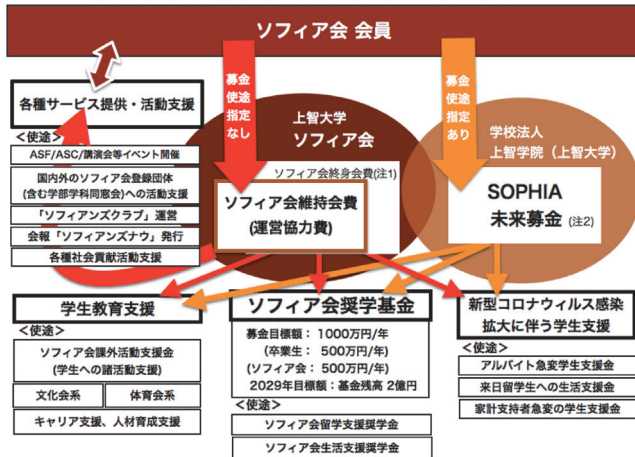 ソフィア会 会員
募金
使途
指定
なし
募金
使途
指定
あり
各種サービス提供・活動支援
<使途>
ASF/ASC/講演会等イベント開催
国内外のソフィア会登録団体
(含む学部学科同窓会)への活動支援
「ソフィアンズクラブ」運営
会報「ソフィアンズナウ」発行
各種社会貢献活動支援
上智大学
ソフィア会
ソフィア会終身会費(注1)
ソフィア会維持会費
(運営協力費)
学校法人
上智学院（上智大学）
SOPHIA
未来募金 (注2)
学生教育支援
<使途>
ソフィア会課外活動支援金
(学生への諸活動)
文化会系
体育会系
キャリア支援、人材育成支援
ソフィア会奨学基金
募金目標額： 1000万円/年
(卒業生： 500万円/年)
(ソフィア会： 500万円/年)
2029年目標額：基金残高 2億円
<使途>
ソフィア会留学支援奨学金
ソフィア会生活支援奨学金
新型コロナウィルス感染
拡大に伴う学生支援
<使途>
アルバイト急変学生支援金
来日留学生への生活支援金
家計支持者急変の学生支援金